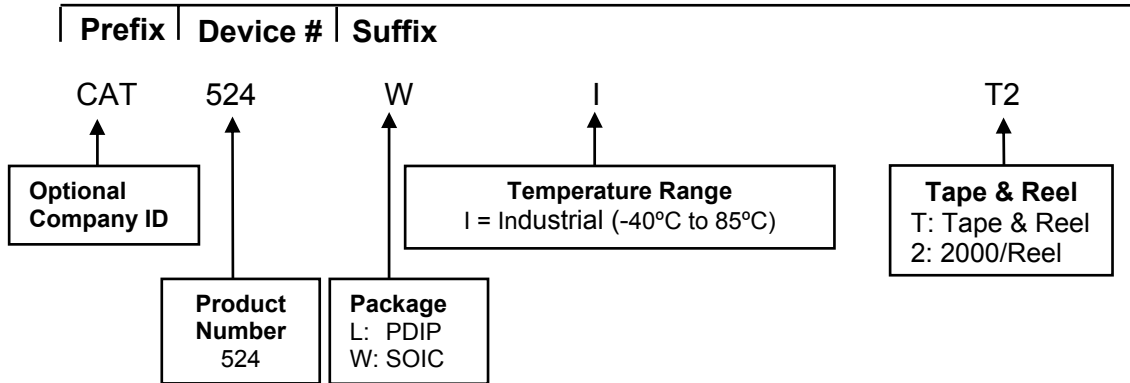 Prefix Device # Suffix
CAT 524 W I T2
Optional
Company ID
Product
Number
524
Package
L: PDIP
W: SOIC
Temperature Range
I = Industrial (-40ºC to 85ºC)
Tape & Reel
T: Tape & Reel
2: 2000/Reel